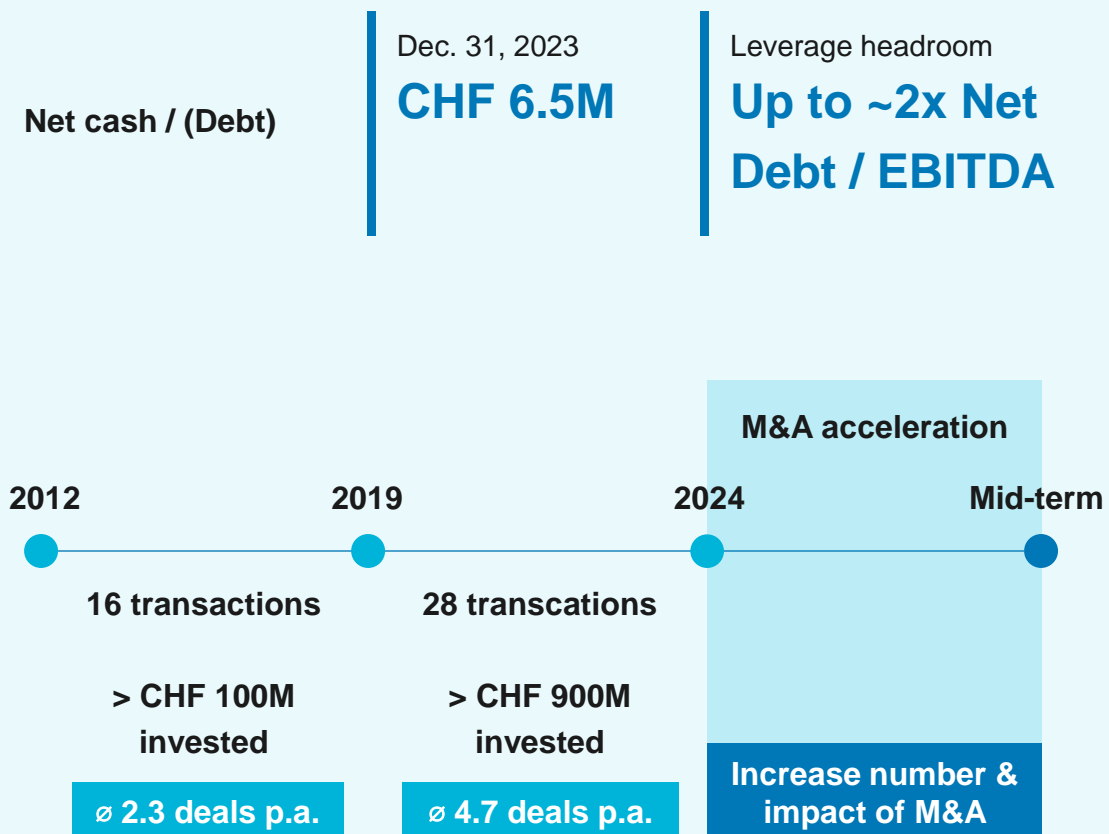 Net cash / (Debt)
Dec. 31, 2023
CHF 6.5M
Leverage headroom
Up to ~2x Net
Debt / EBITDA
M&A acceleration
2012
2019
2024
Mid-term
16 transactions
28 transcations
> CHF 100M
invested
> CHF 900M
invested
⌀ 2.3 deals p.a.
⌀ 4.7 deals p.a.
Increase number &
impact of M&A